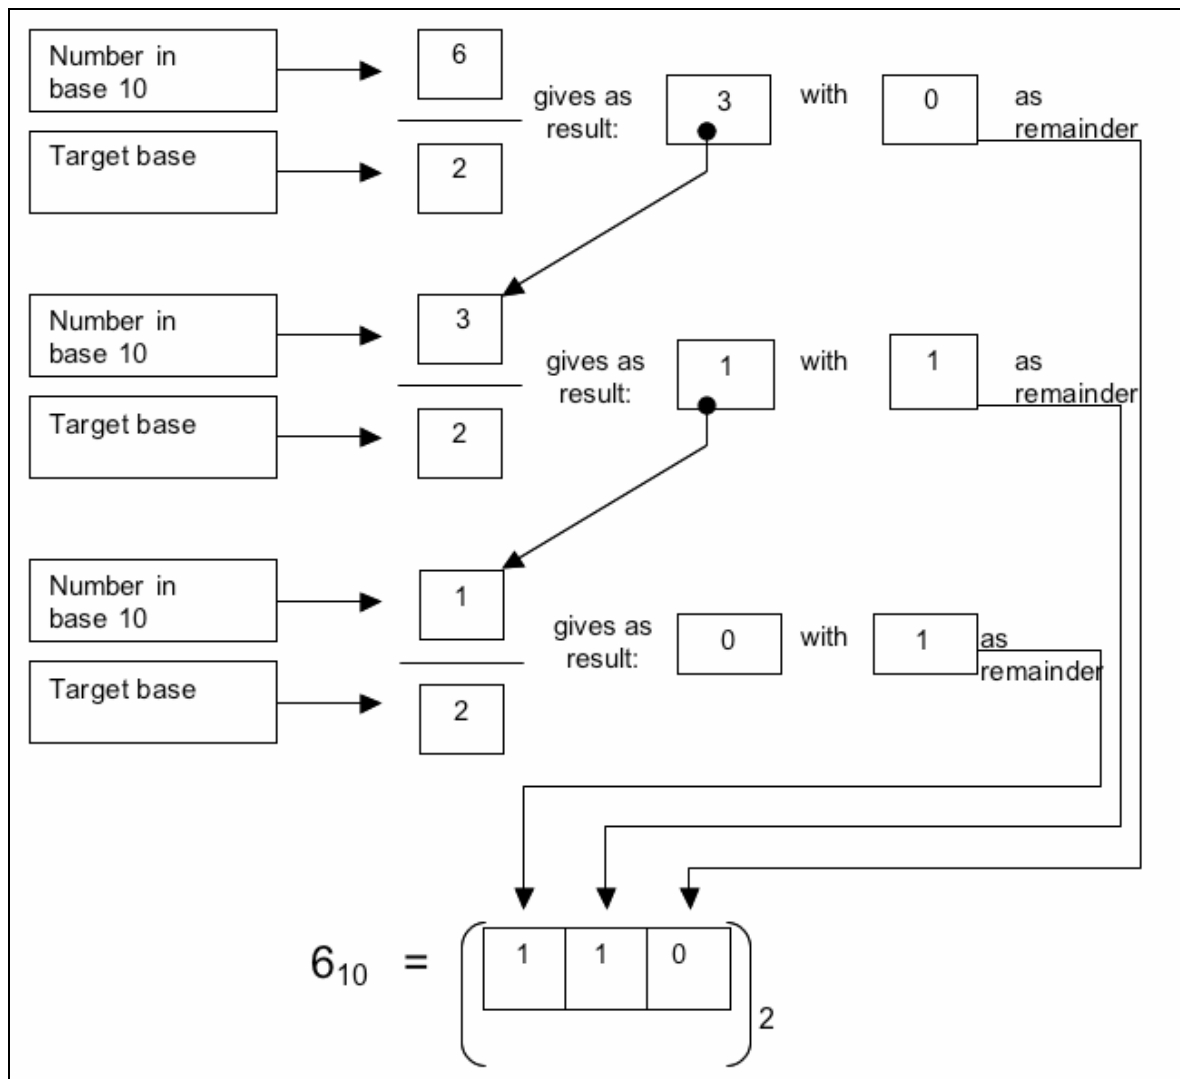 Number in
base 10
6
gives as
result:
3
with
0
as
remainder
Target base
2
Number in
base 10
3
gives as
result:
1
with
1
as
remainder
Target base
2
Number in
base 10
1
gives as
result:
0
with
1
as
remainder
Target base
2
6₁₀ = ( 1 1 0 )₂